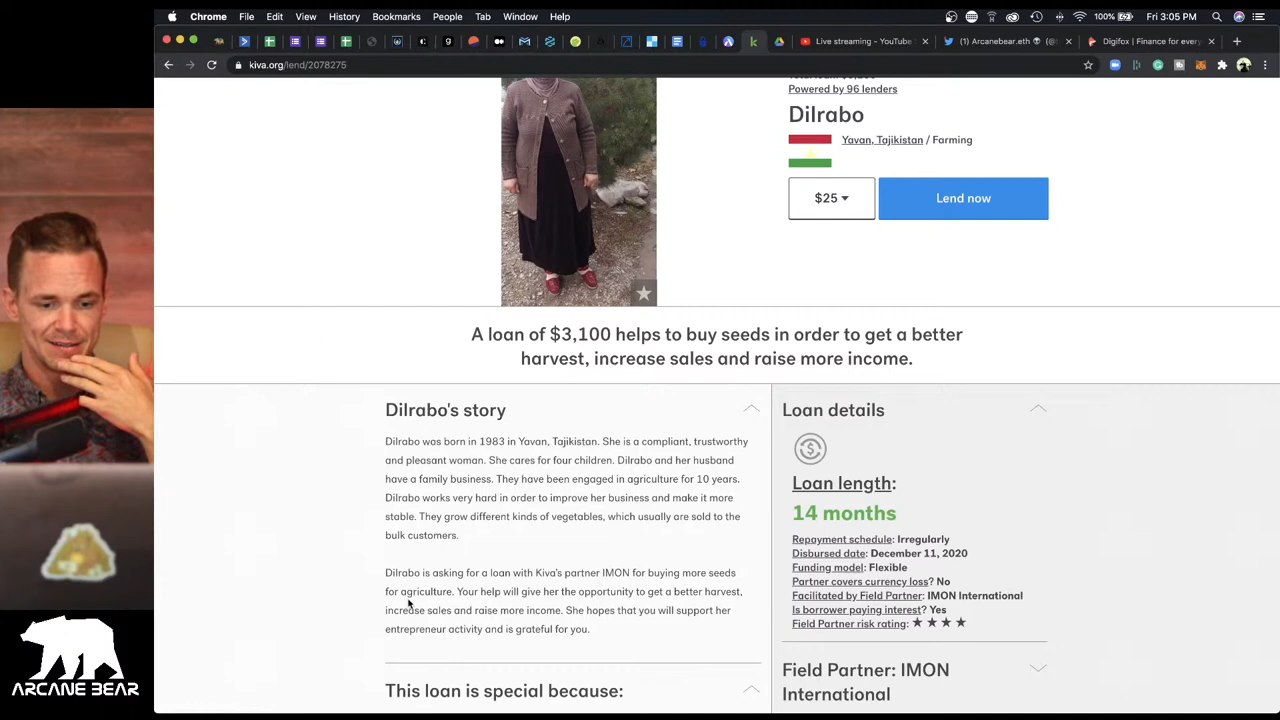 Chrome File Edit View History Bookmarks People Tab Window Help
100% Fri 3:05 PM
Live streaming - YouTube
(1) Arcanebear.eth
Digifox | Finance for every
kiva.org/lend/2078275
Powered by 96 lenders
Dilrabo
Yavan, Tajikistan / Farming
$25
Lend now
A loan of $3,100 helps to buy seeds in order to get a better
harvest, increase sales and raise more income.
Dilrabo's story
Dilrabo was born in 1983 in Yavan, Tajikistan. She is a compliant, trustworthy
and pleasant woman. She cares for four children. Dilrabo and her husband
have a family business. They have been engaged in agriculture for 10 years.
Dilrabo works very hard in order to improve her business and make it more
stable. They grow different kinds of vegetables, which usually are sold to the
bulk customers.
Dilrabo is asking for a loan with Kiva's partner IMON for buying more seeds
for agriculture. Your help will give her the opportunity to get a better harvest,
increase sales and raise more income. She hopes that you will support her
entrepreneur activity and is grateful for you.
This loan is special because:
Loan details
Loan length:
14 months
Repayment schedule: Irregularly
Disbursed date: December 11, 2020
Funding model: Flexible
Partner covers currency loss? No
Facilitated by Field Partner: IMON International
Is borrower paying interest? Yes
Field Partner risk rating: ★ ★ ★ ★
Field Partner: IMON
International
ARCANE BEAR